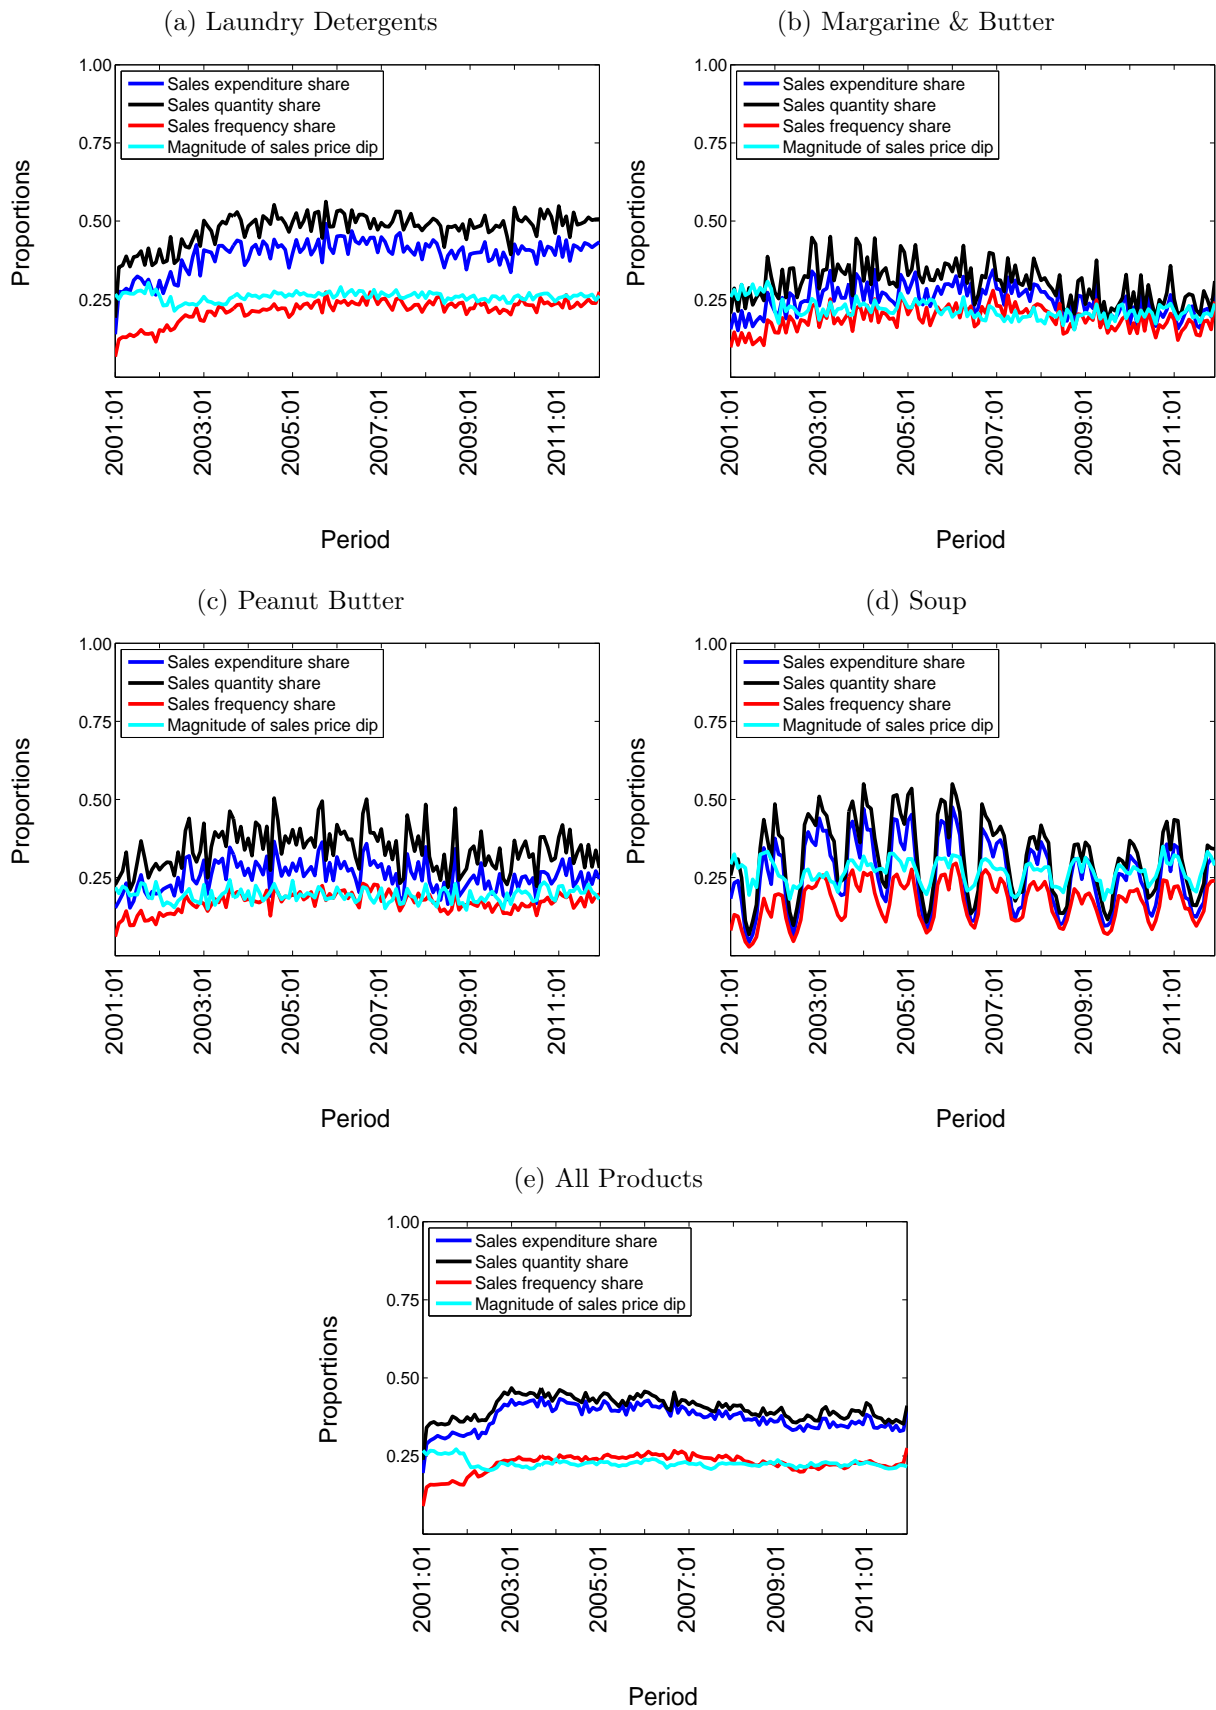 (a) Laundry Detergents
1.00
0.75
0.50
0.25
Proportions
Sales expenditure share
Sales quantity share
Sales frequency share
Magnitude of sales price dip
2001:01
2003:01
2005:01
2007:01
2009:01
2011:01
Period
(b) Margarine & Butter
1.00
0.75
0.50
0.25
Proportions
Sales expenditure share
Sales quantity share
Sales frequency share
Magnitude of sales price dip
2001:01
2003:01
2005:01
2007:01
2009:01
2011:01
Period
(c) Peanut Butter
1.00
0.75
0.50
0.25
Proportions
Sales expenditure share
Sales quantity share
Sales frequency share
Magnitude of sales price dip
2001:01
2003:01
2005:01
2007:01
2009:01
2011:01
Period
(d) Soup
1.00
0.75
0.50
0.25
Proportions
Sales expenditure share
Sales quantity share
Sales frequency share
Magnitude of sales price dip
2001:01
2003:01
2005:01
2007:01
2009:01
2011:01
Period
(e) All Products
1.00
0.75
0.50
0.25
Proportions
Sales expenditure share
Sales quantity share
Sales frequency share
Magnitude of sales price dip
2001:01
2003:01
2005:01
2007:01
2009:01
2011:01
Period